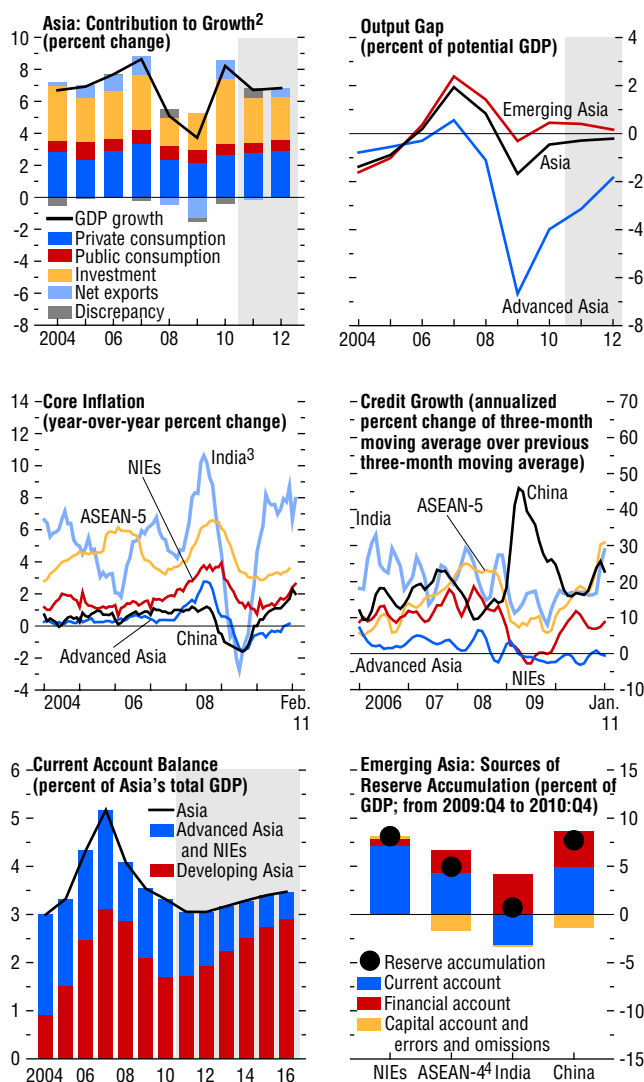 Asia: Contribution to Growth2
(percent change)
10
8
6
4
2
0
-2
-4
-6
-8
GDP growth
Private consumption
Public consumption
Investment
Net exports
Discrepancy
2004
06
08
10
12
Output Gap
(percent of potential GDP)
4
2
0
-2
-4
-6
-8
Emerging Asia
Asia
Advanced Asia
2004
06
08
10
12
Core Inflation
(year-over-year percent change)
14
12
10
8
6
4
2
0
-2
-4
India3
NIEs
ASEAN-5
China
Advanced Asia
2004
06
08
Feb.
11
Credit Growth (annualized
percent change of three-month
moving average over previous
three-month moving average)
70
60
50
40
30
20
10
0
-10
China
ASEAN-5
India
Advanced Asia
NIEs
2006
07
08
09
Jan.
11
Current Account Balance
(percent of Asia's total GDP)
6
5
4
3
2
1
0
Asia
Advanced Asia
and NIEs
Developing Asia
2004
06
08
10
12
14
16
Emerging Asia: Sources of
Reserve Accumulation (percent of
GDP; from 2009:Q4 to 2010:Q4)
15
10
5
0
-5
-10
-15
Reserve accumulation
Current account
Financial account
Capital account and
errors and omissions
NIEs
ASEAN-44
India
China